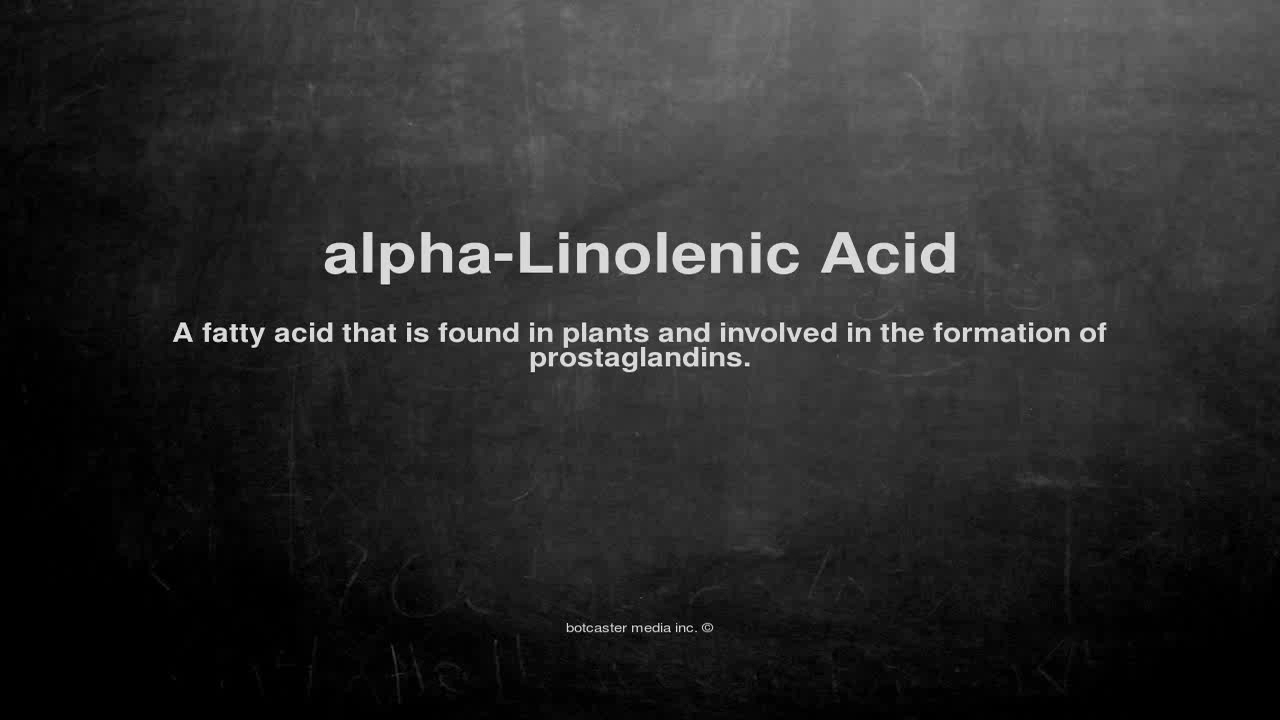 alpha-Linolenic Acid
A fatty acid that is found in plants and involved in the formation of
prostaglandins.
botcaster media inc. ©